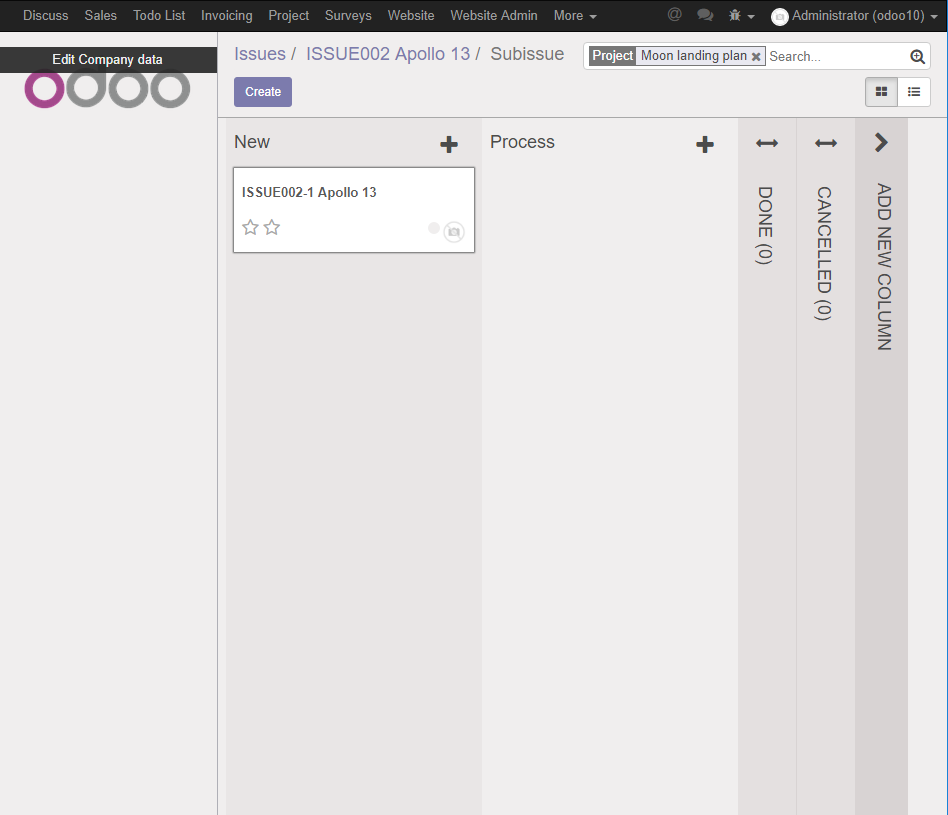 Discuss Sales Todo List Invoicing Project Surveys Website Website Admin More @ Administrator (odoo10)
Edit Company data
odoo
Issues / ISSUE002 Apollo 13 / Subissue
Project Moon landing plan × Search...
Create
New
Process
ISSUE002-1 Apollo 13
DONE (0)
CANCELLED (0)
ADD NEW COLUMN